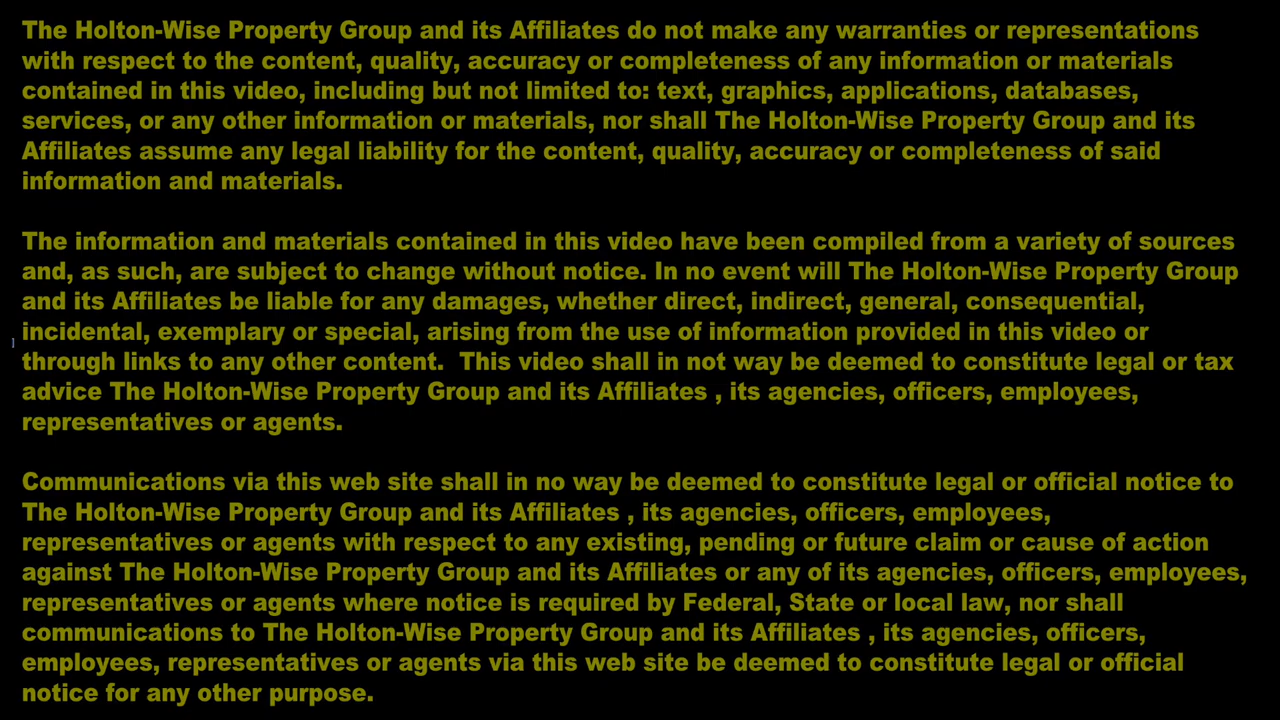 The Holton-Wise Property Group and its Affiliates do not make any warranties or representations
with respect to the content, quality, accuracy or completeness of any information or materials
contained in this video, including but not limited to: text, graphics, applications, databases,
services, or any other information or materials, nor shall The Holton-Wise Property Group and its
Affiliates assume any legal liability for the content, quality, accuracy or completeness of said
information and materials.
The information and materials contained in this video have been compiled from a variety of sources
and, as such, are subject to change without notice. In no event will The Holton-Wise Property Group
and its Affiliates be liable for any damages, whether direct, indirect, general, consequential,
incidental, exemplary or special, arising from the use of information provided in this video or
through links to any other content.  This video shall in not way be deemed to constitute legal or tax
advice The Holton-Wise Property Group and its Affiliates , its agencies, officers, employees,
representatives or agents.
Communications via this web site shall in no way be deemed to constitute legal or official notice to
The Holton-Wise Property Group and its Affiliates , its agencies, officers, employees,
representatives or agents with respect to any existing, pending or future claim or cause of action
against The Holton-Wise Property Group and its Affiliates or any of its agencies, officers, employees,
representatives or agents where notice is required by Federal, State or local law, nor shall
communications to The Holton-Wise Property Group and its Affiliates , its agencies, officers,
employees, representatives or agents via this web site be deemed to constitute legal or official
notice for any other purpose.